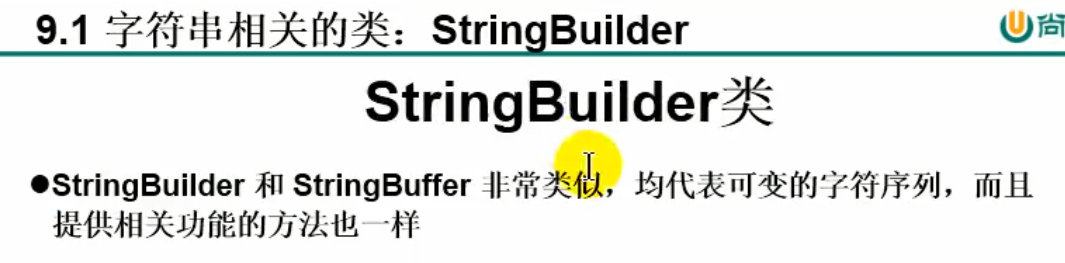 9.1 字符串相关的类：StringBuilder
尚
StringBuilder类
●StringBuilder 和 StringBuffer 非常类似，均代表可变的字符序列，而且
提供相关功能的方法也一样